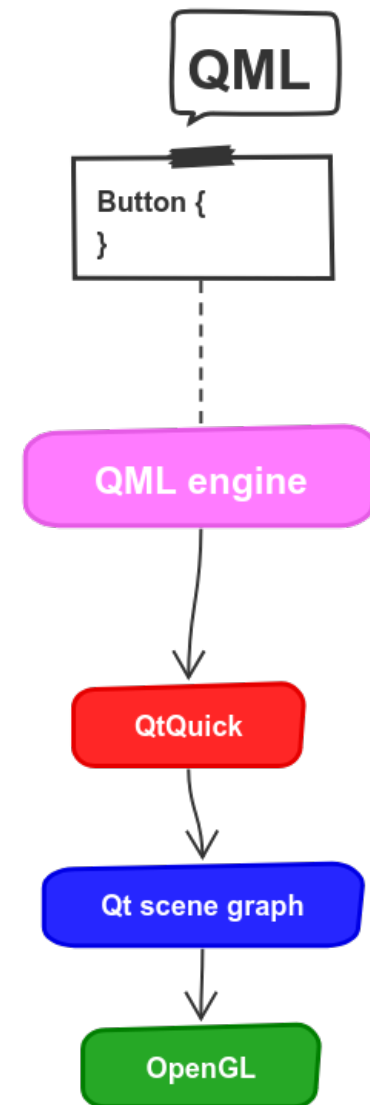 QML
Button {
}
QML engine
QtQuick
Qt scene graph
OpenGL